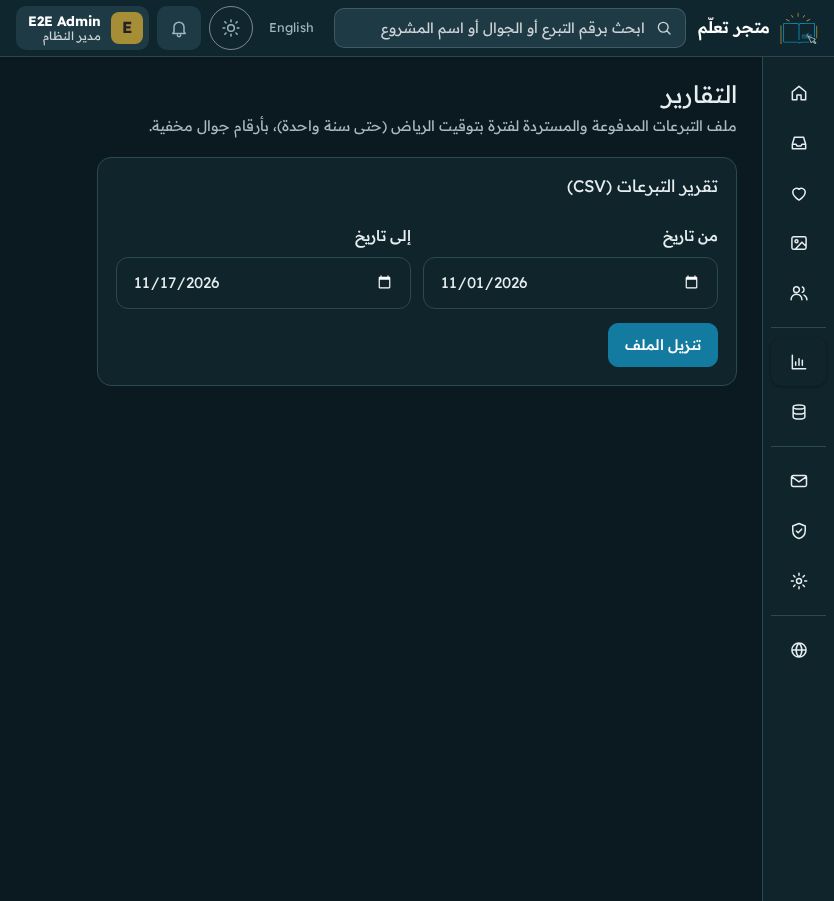 متجر تعلّم
ابحث برقم التبرع أو الجوال أو اسم المشروع
English
E
E2E Admin
مدير النظام
التقارير
ملف التبرعات المدفوعة والمستردة لفترة بتوقيت الرياض (حتى سنة واحدة)، بأرقام جوال مخفية.
تقرير التبرعات (CSV)
من تاريخ
إلى تاريخ
11/01/2026
11/17/2026
تنزيل الملف